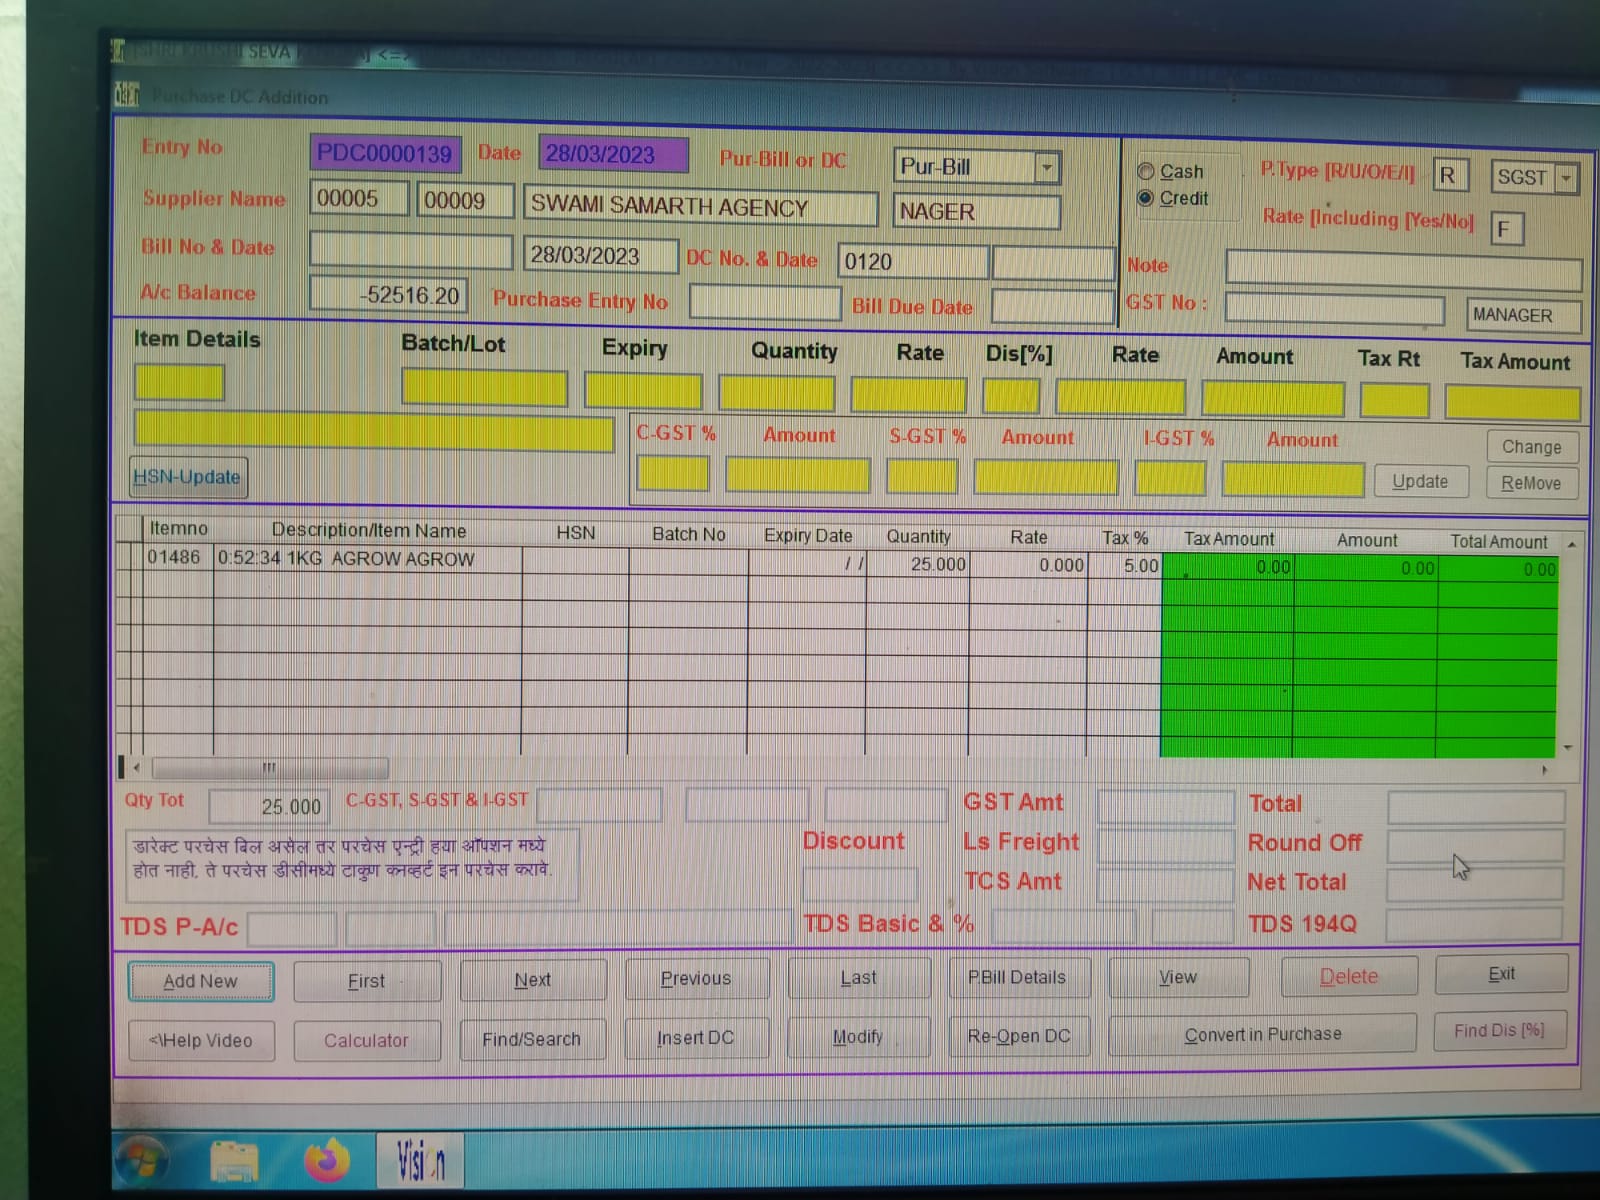 SHRI KRUSHI SEVA
Purchase DC Addition
Entry No PDC0000139 Date 28/03/2023 Pur-Bill or DC Pur-Bill Cash P.Type [R/U/O/E/I] R SGST
Supplier Name 00005 00009 SWAMI SAMARTH AGENCY NAGER Credit Rate [Including [Yes/No] F
Bill No & Date 28/03/2023 DC No. & Date 0120 Note
A/c Balance -52516.20 Purchase Entry No Bill Due Date GST No : MANAGER
Item Details Batch/Lot Expiry Quantity Rate Dis[%] Rate Amount Tax Rt Tax Amount
C-GST % Amount S-GST % Amount I-GST % Amount Change
HSN-Update Update ReMove
Itemno Description/Item Name HSN Batch No Expiry Date Quantity Rate Tax % Tax Amount Amount Total Amount
01486 0:52:34 1KG AGROW AGROW / / 25.000 0.000 5.00 0.00 0.00 0.00
Qty Tot 25.000 C-GST, S-GST & I-GST GST Amt Total
डारेक्ट परचेस बिल असेल तर परचेस एन्ट्री हया ऑपशन मध्ये
होत नाही. ते परचेस डीसीमध्ये टाकुण कनव्हर्ट इन परचेस करावे.
Discount Ls Freight Round Off
TCS Amt Net Total
TDS P-A/c TDS Basic & % TDS 194Q
Add New First Next Previous Last P.Bill Details View Delete Exit
<\Help Video Calculator Find/Search Insert DC Modify Re-Open DC Convert in Purchase Find Dis [%]
Vision